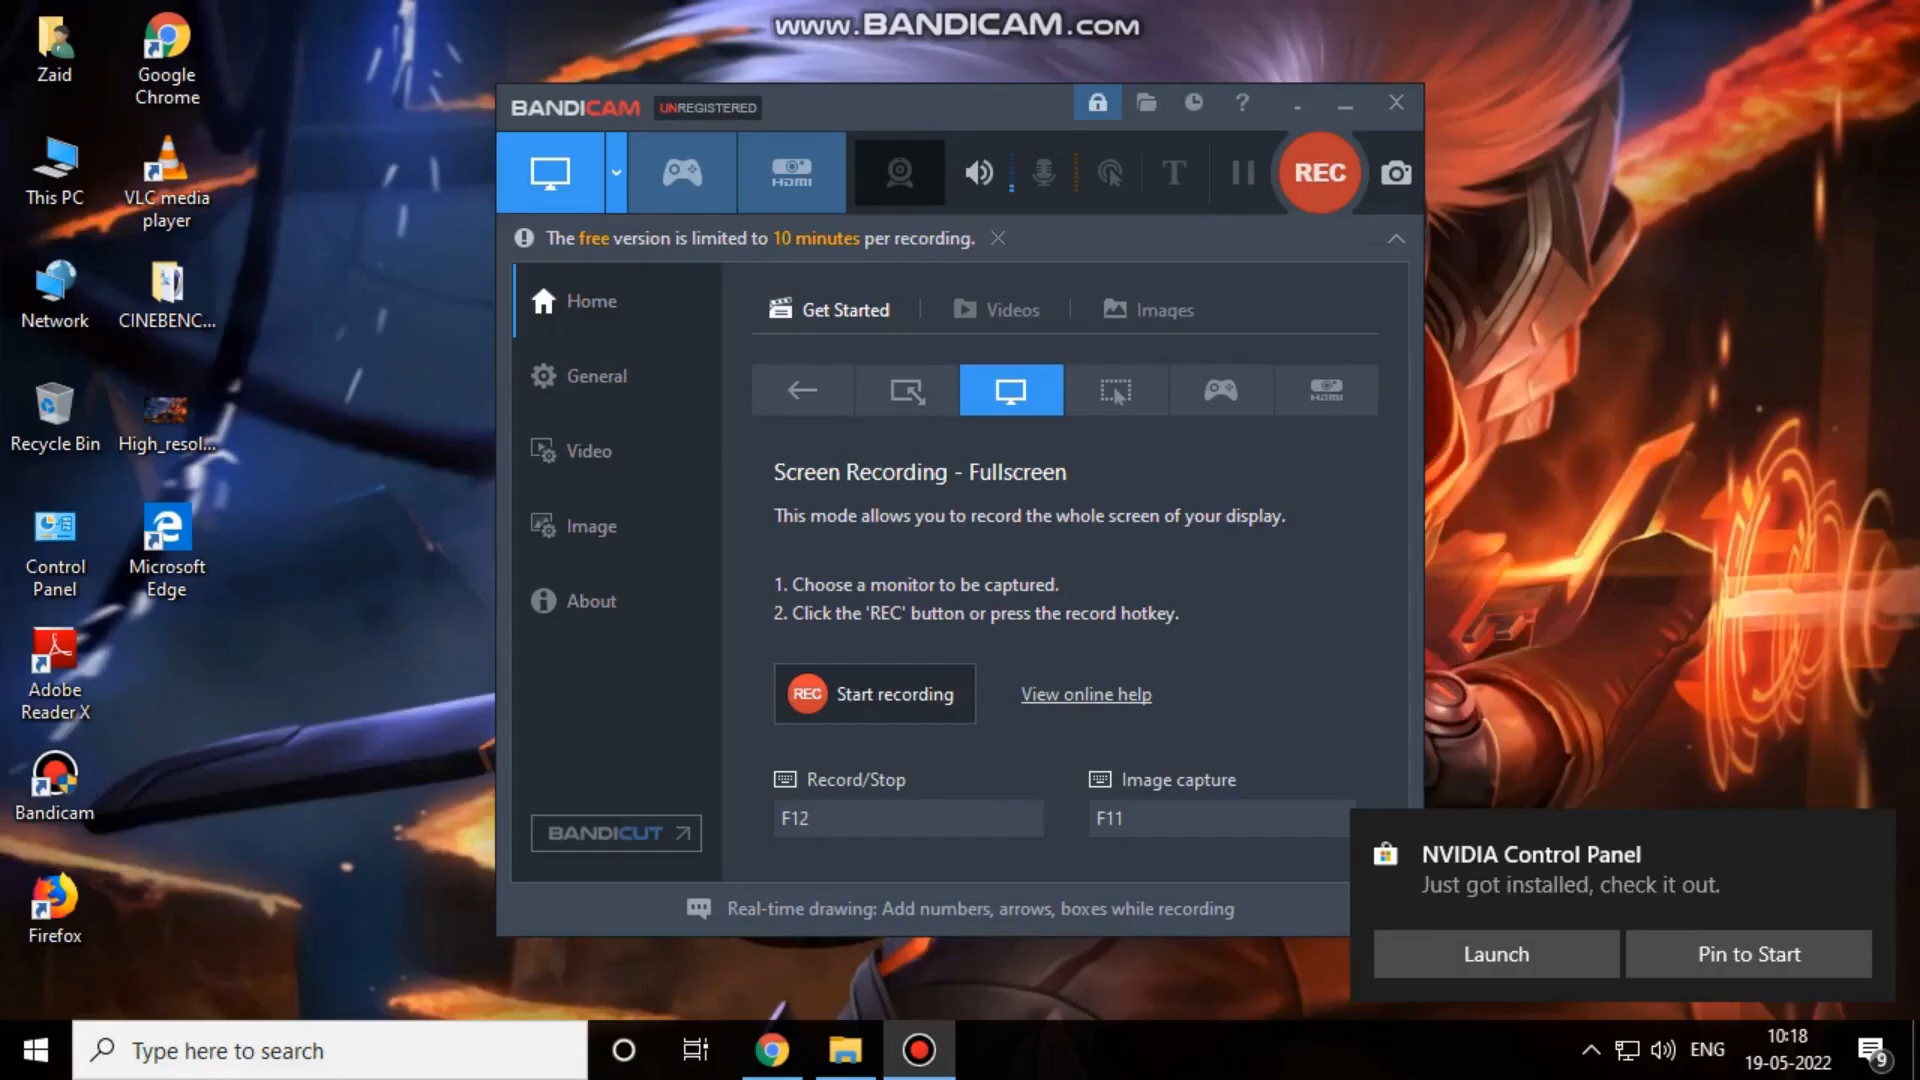 www.BANDICAM.com
Zaid
Google
Chrome
This PC
VLC media
player
Network
CINEBENC...
Recycle Bin
High_resol...
Control
Panel
Microsoft
Edge
Adobe
Reader X
Bandicam
Firefox
BANDICAM UNREGISTERED
HDMI
T
REC
The free version is limited to 10 minutes per recording.
Home
General
Video
Image
About
BANDICUT
Get Started
Videos
Images
HDMI
Screen Recording - Fullscreen
This mode allows you to record the whole screen of your display.
1. Choose a monitor to be captured.
2. Click the 'REC' button or press the record hotkey.
REC Start recording
View online help
Record/Stop
Image capture
F12
F11
Real-time drawing: Add numbers, arrows, boxes while recording
NVIDIA Control Panel
Just got installed, check it out.
Launch
Pin to Start
Type here to search
ENG
10:18
19-05-2022
9